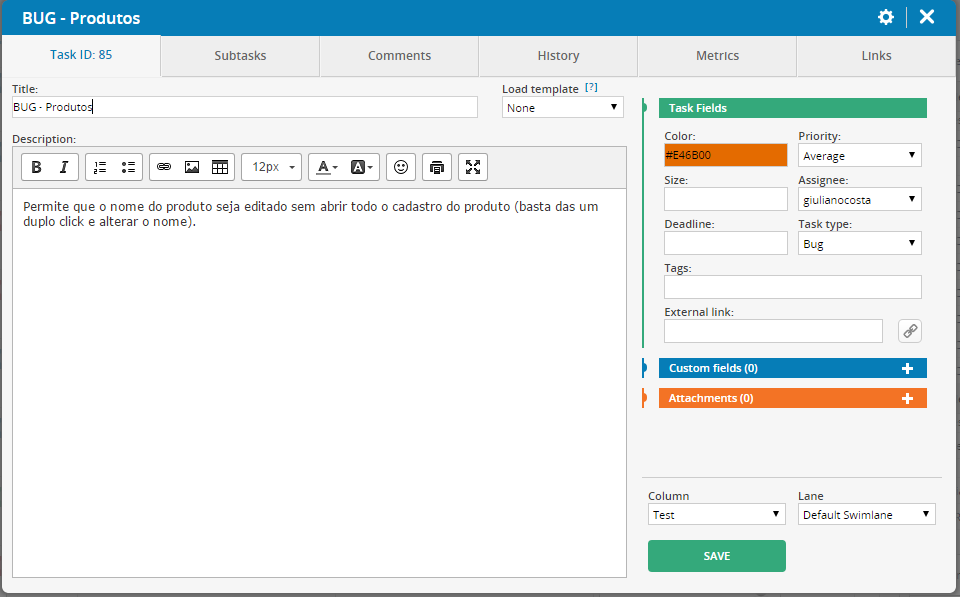 BUG - Produtos
Task ID: 85
Subtasks
Comments
History
Metrics
Links
Title:
BUG - Produtos
Load template [?]
None
Description:
B I 12px A A
Permite que o nome do produto seja editado sem abrir todo o cadastro do produto (basta das um
duplo click e alterar o nome).
Task Fields
Color:
#E46B00
Priority:
Average
Size:
Assignee:
giulianocosta
Deadline:
Task type:
Bug
Tags:
External link:
Custom fields (0)
Attachments (0)
Column
Test
Lane
Default Swimlane
SAVE